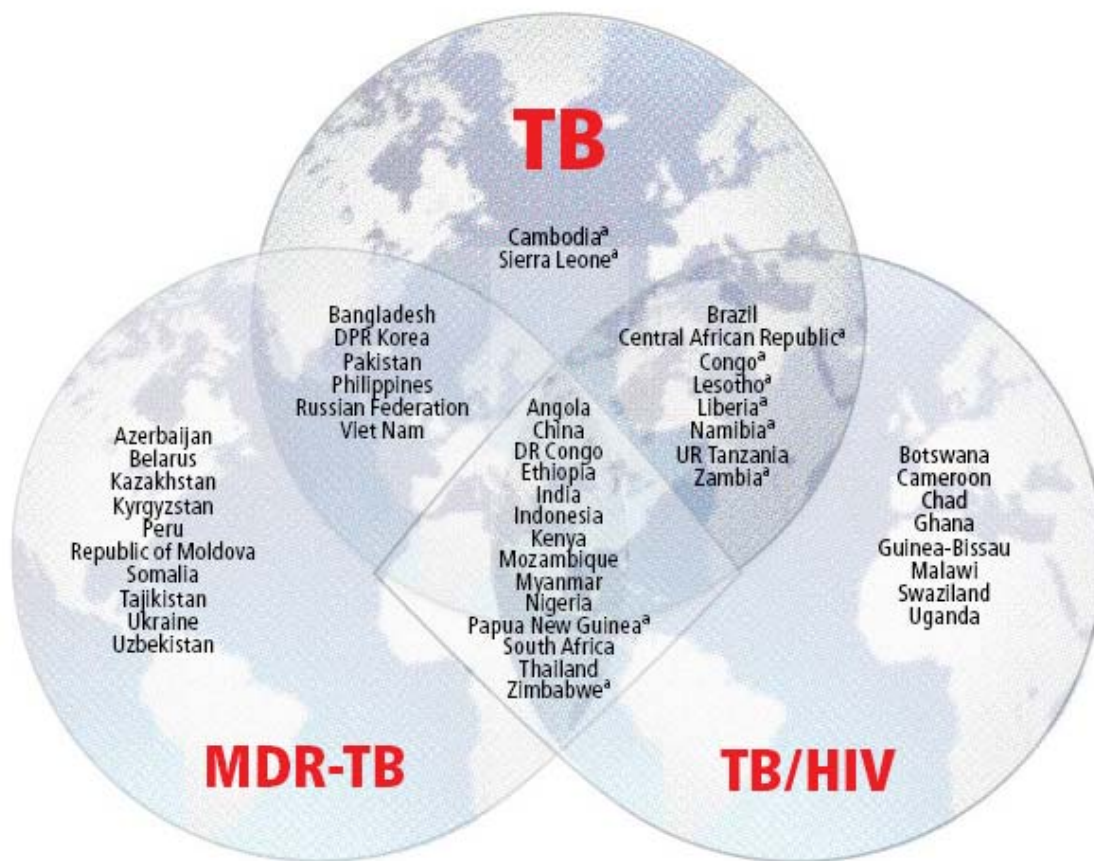 TB
Cambodiaª
Sierra Leoneª
Bangladesh
DPR Korea
Pakistan
Philippines
Russian Federation
Viet Nam
Brazil
Central African Republicª
Congoª
Lesothoª
Liberiaª
Namibiaª
UR Tanzania
Zambiaª
Angola
China
DR Congo
Ethiopia
India
Indonesia
Kenya
Mozambique
Myanmar
Nigeria
Papua New Guineaª
South Africa
Thailand
Zimbabweª
Azerbaijan
Belarus
Kazakhstan
Kyrgyzstan
Peru
Republic of Moldova
Somalia
Tajikistan
Ukraine
Uzbekistan
Botswana
Cameroon
Chad
Ghana
Guinea-Bissau
Malawi
Swaziland
Uganda
MDR-TB
TB/HIV